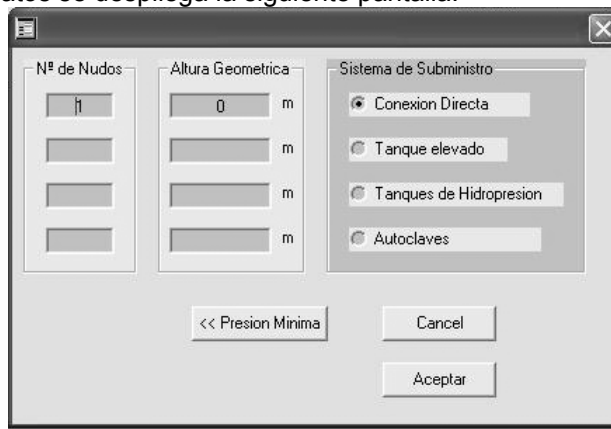 se despliega la siguiente pantalla:
Nº de Nudos
Altura Geometrica
Sistema de Subministro
1
0
m
Conexion Directa
m
Tanque elevado
m
Tanques de Hidropresion
m
Autoclaves
<< Presion Minima
Cancel
Aceptar